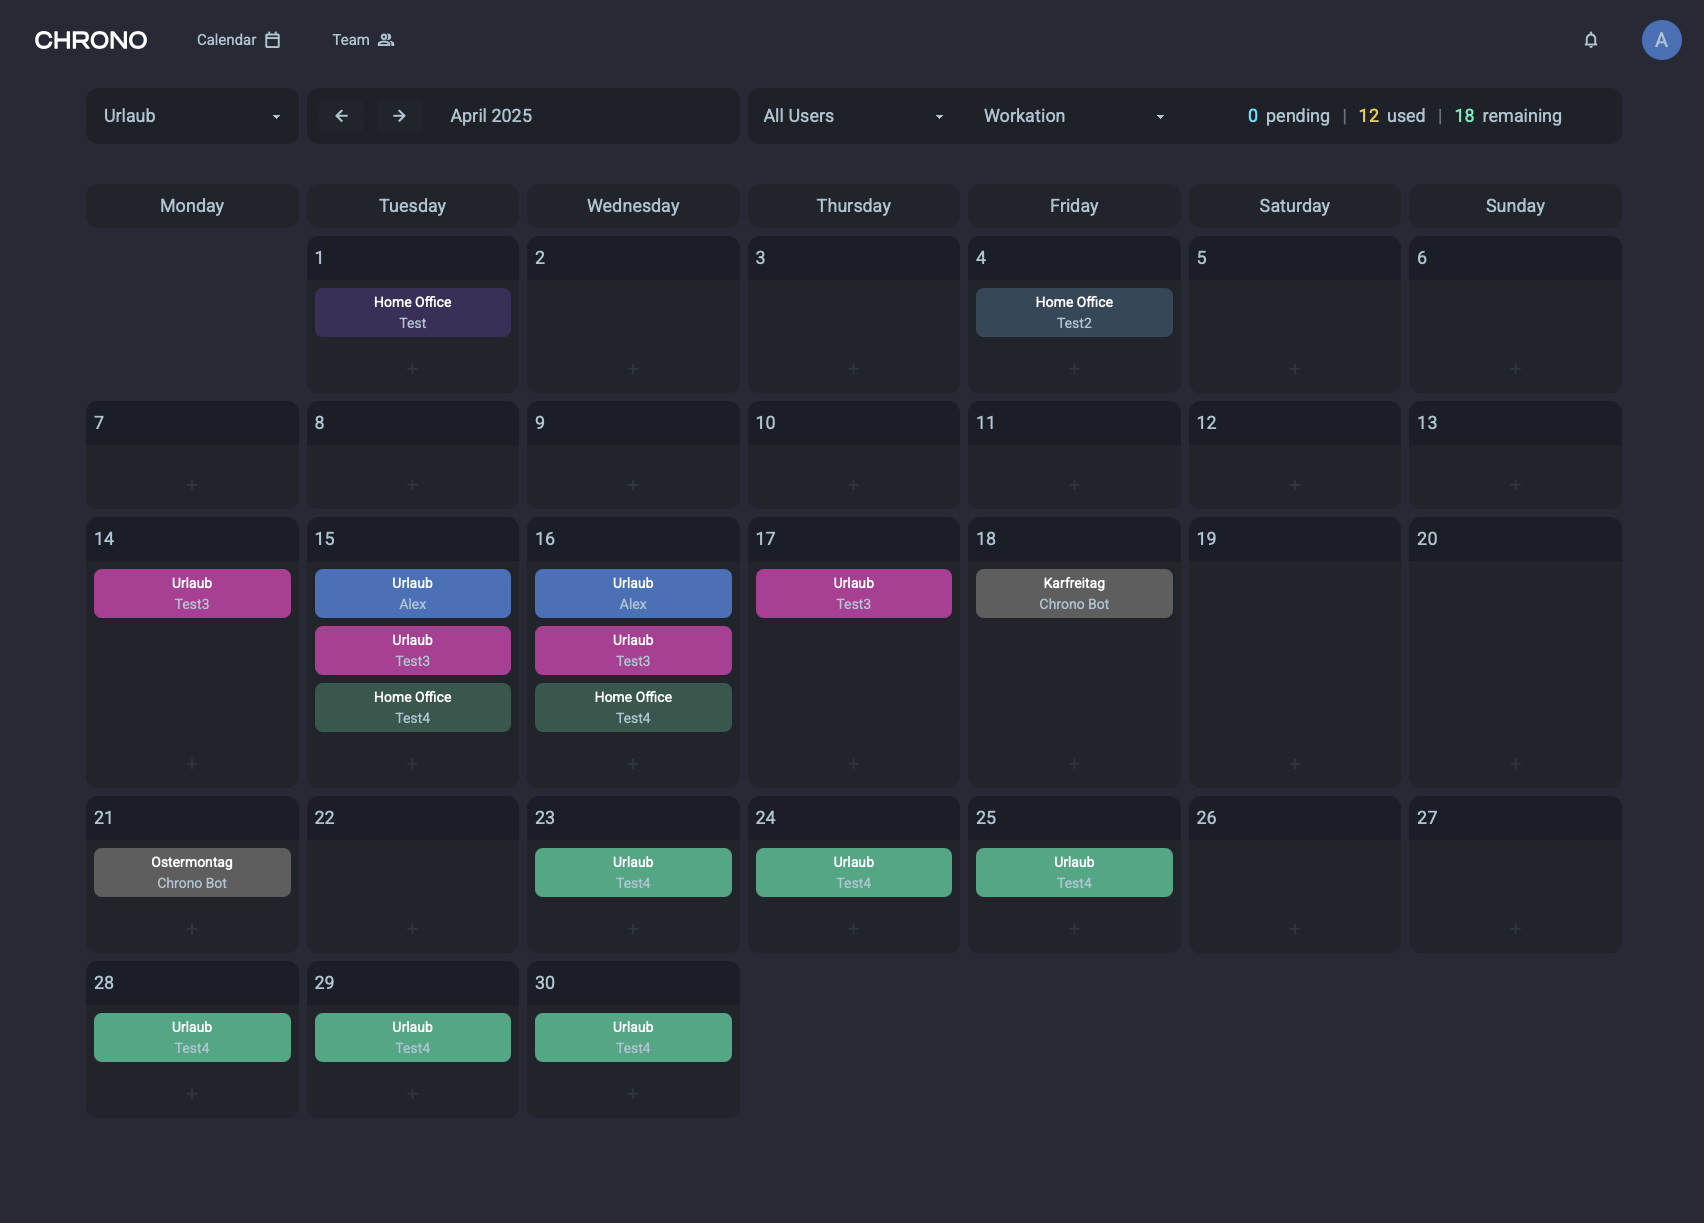 CHRONO
Calendar
Team
A
Urlaub
April 2025
All Users
Workation
0 pending | 12 used | 18 remaining
Monday
Tuesday
Wednesday
Thursday
Friday
Saturday
Sunday
1
Home Office
Test
+
2
+
3
+
4
Home Office
Test2
+
5
+
6
+
7
+
8
+
9
+
10
+
11
+
12
+
13
+
14
Urlaub
Test3
+
15
Urlaub
Alex
Urlaub
Test3
Home Office
Test4
+
16
Urlaub
Alex
Urlaub
Test3
Home Office
Test4
+
17
Urlaub
Test3
+
18
Karfreitag
Chrono Bot
+
19
+
20
+
21
Ostermontag
Chrono Bot
+
22
+
23
Urlaub
Test4
+
24
Urlaub
Test4
+
25
Urlaub
Test4
+
26
+
27
+
28
Urlaub
Test4
+
29
Urlaub
Test4
+
30
Urlaub
Test4
+